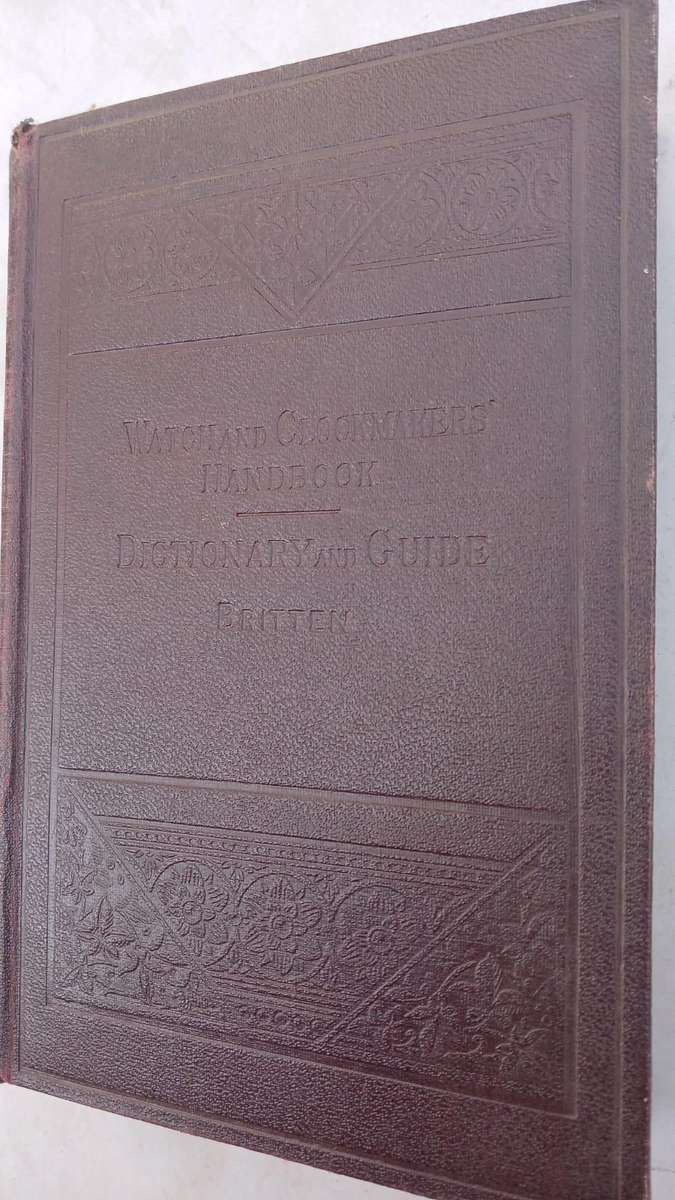 WATCH AND CLOCKMAKERS'
HANDBOOK
DICTIONARY AND GUIDE
BRITTEN